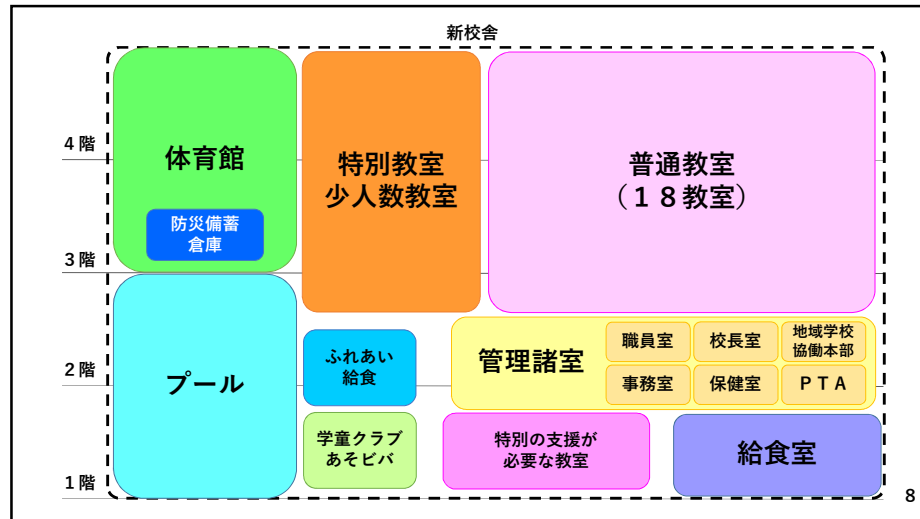 新校舎
4階
体育館
特別教室
少人数教室
普通教室
（１８教室）
防災備蓄
倉庫
3階
プール
ふれあい
給食
管理諸室
職員室
校長室
地域学校
協働本部
事務室
保健室
ＰＴＡ
2階
学童クラブ
あそビバ
特別の支援が
必要な教室
給食室
1階
8